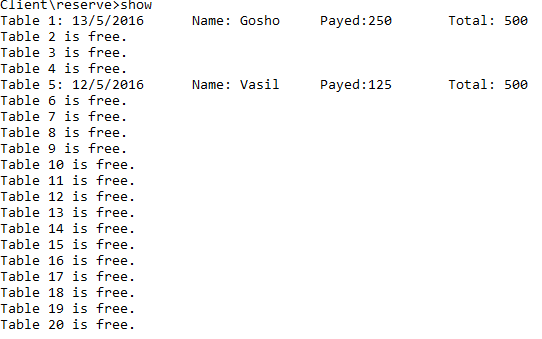 Client\reserve>show
Table 1: 13/5/2016      Name: Gosho     Payed:250       Total: 500
Table 2 is free.
Table 3 is free.
Table 4 is free.
Table 5: 12/5/2016      Name: Vasil     Payed:125       Total: 500
Table 6 is free.
Table 7 is free.
Table 8 is free.
Table 9 is free.
Table 10 is free.
Table 11 is free.
Table 12 is free.
Table 13 is free.
Table 14 is free.
Table 15 is free.
Table 16 is free.
Table 17 is free.
Table 18 is free.
Table 19 is free.
Table 20 is free.